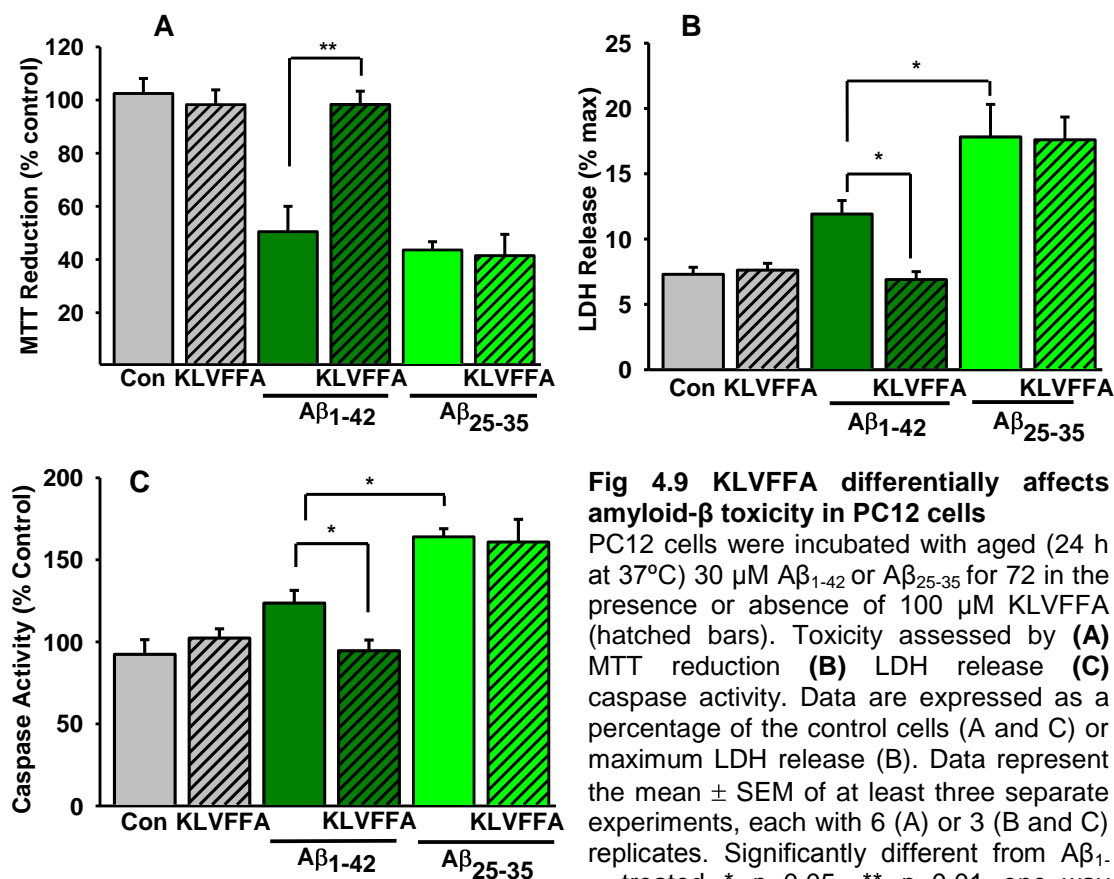 A
MTT Reduction (% control)
120
100
80
60
40
20
**
Con KLVFFA KLVFFA KLVFFA
Aβ1-42 Aβ25-35
B
LDH Release (% max)
25
20
15
10
5
0
*
*
Con KLVFFA KLVFFA KLVFFA
Aβ1-42 Aβ25-35
C
Caspase Activity (% Control)
200
150
100
50
0
*
*
Con KLVFFA KLVFFA KLVFFA
Aβ1-42 Aβ25-35
Fig 4.9 KLVFFA differentially affects
amyloid-β toxicity in PC12 cells
PC12 cells were incubated with aged (24 h
at 37ºC) 30 µM Aβ1-42 or Aβ25-35 for 72 in the
presence or absence of 100 µM KLVFFA
(hatched bars). Toxicity assessed by (A)
MTT reduction (B) LDH release (C)
caspase activity. Data are expressed as a
percentage of the control cells (A and C) or
maximum LDH release (B). Data represent
the mean ± SEM of at least three separate
experiments, each with 6 (A) or 3 (B and C)
replicates. Significantly different from Aβ1-
treated * p 0.05, ** p 0.01 one way